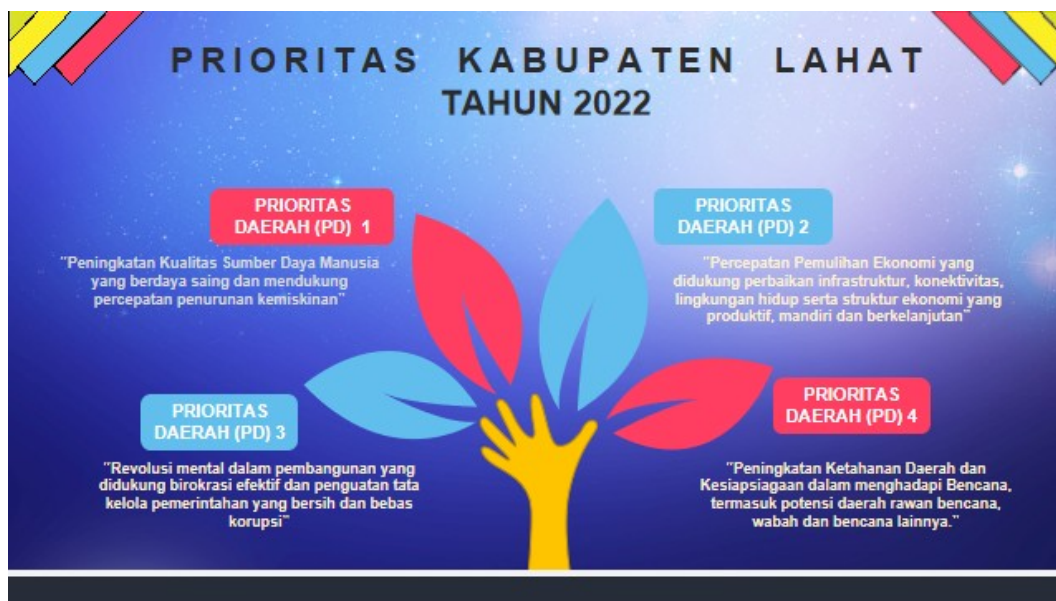 PRIORITAS KABUPATEN LAHAT
TAHUN 2022
PRIORITAS
DAERAH (PD) 1
"Peningkatan Kualitas Sumber Daya Manusia
yang berdaya saing dan mendukung
percepatan penurunan kemiskinan"
PRIORITAS
DAERAH (PD) 2
"Percepatan Pemulihan Ekonomi yang
didukung perbaikan infrastruktur, konektivitas,
lingkungan hidup serta struktur ekonomi yang
produktif, mandiri dan berkelanjutan"
PRIORITAS
DAERAH (PD) 3
"Revolusi mental dalam pembangunan yang
didukung birokrasi efektif dan penguatan tata
kelola pemerintahan yang bersih dan bebas
korupsi"
PRIORITAS
DAERAH (PD) 4
"Peningkatan Ketahanan Daerah dan
Kesiapsiagaan dalam menghadapi Bencana,
termasuk potensi daerah rawan bencana,
wabah dan bencana lainnya."